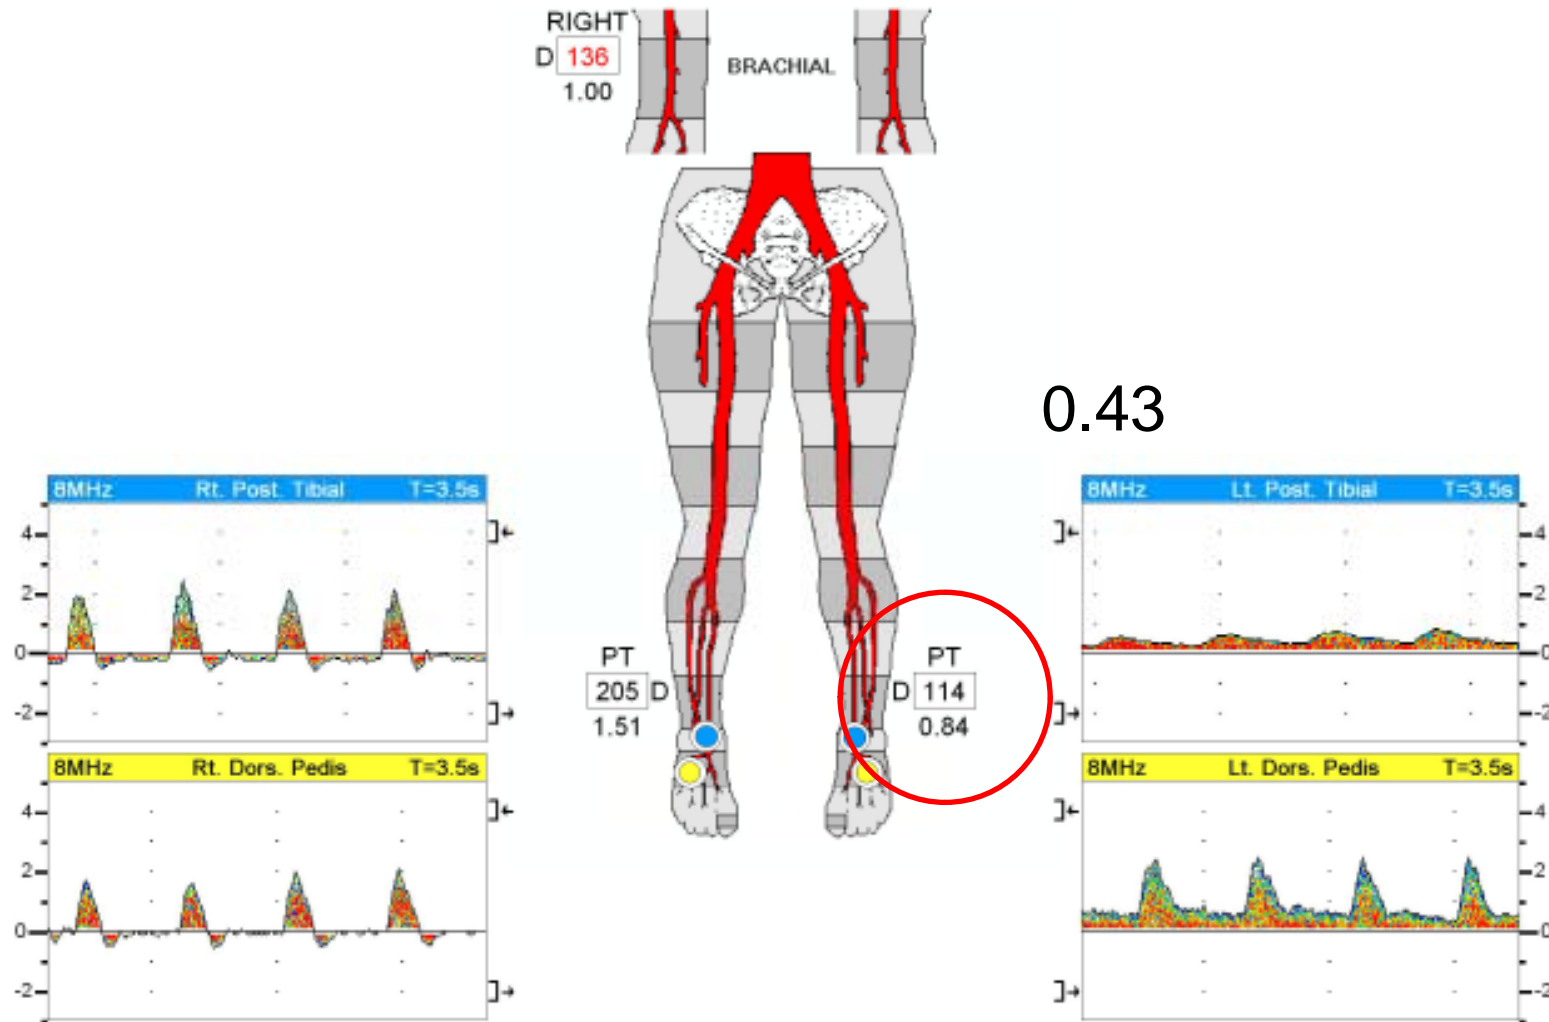 RIGHT
D 136
1.00
BRACHIAL
0.43
8MHz Rt. Post. Tibial T=3.5s
4
2
0
-2
8MHz Lt. Post. Tibial T=3.5s
4
2
0
-2
PT
205 D
1.51
PT
D 114
0.84
8MHz Rt. Dors. Pedis T=3.5s
4
2
0
-2
8MHz Lt. Dors. Pedis T=3.5s
4
2
0
-2